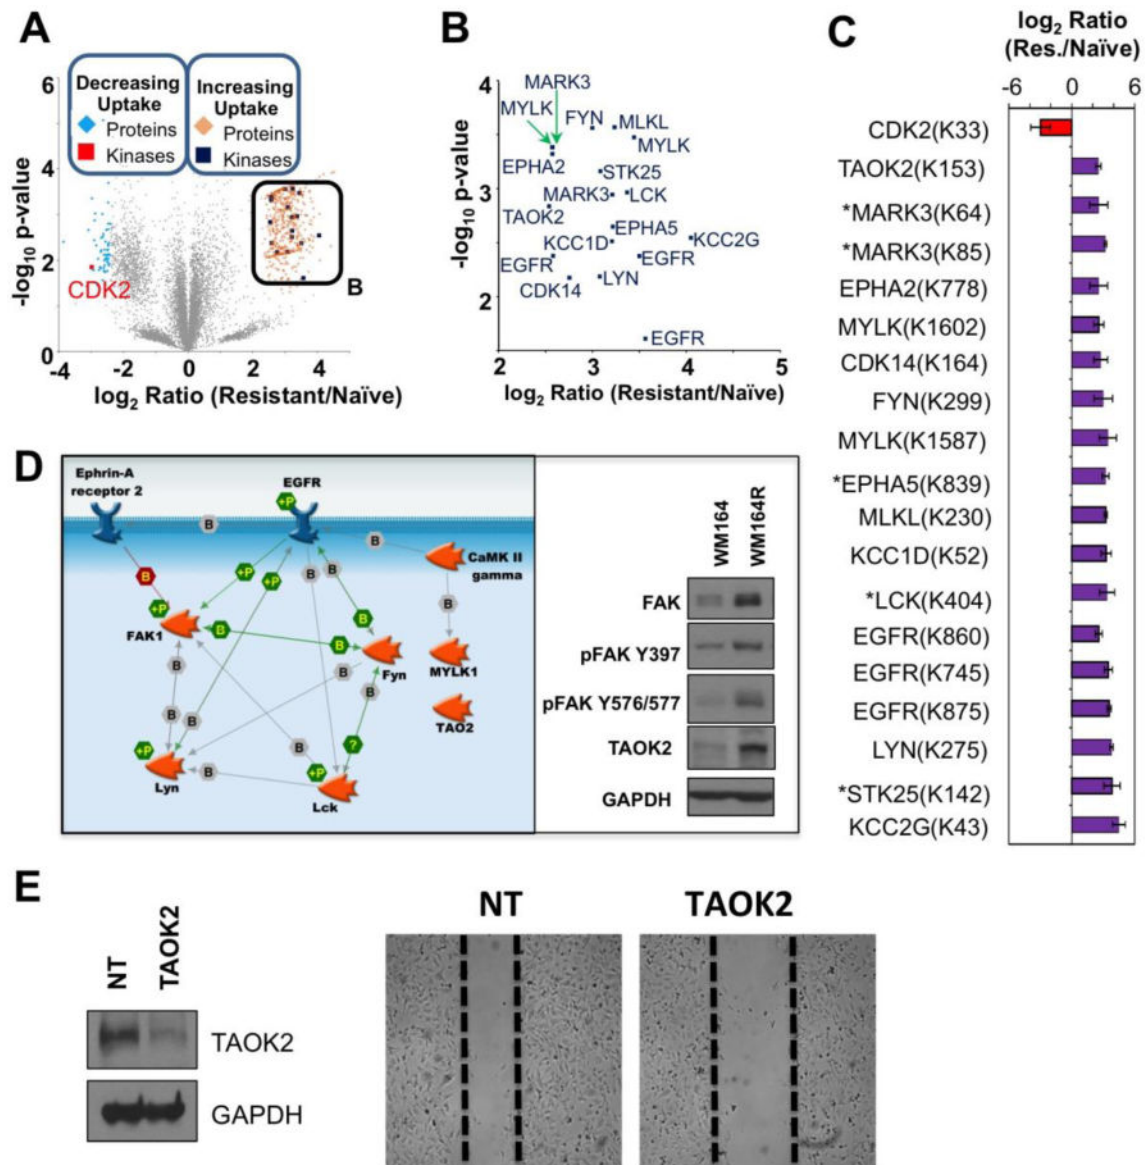 A
Decreasing
Uptake
Proteins
Kinases
Increasing
Uptake
Proteins
Kinases
-log10 p-value
6
4
2
0
CDK2
B
-4
-2
0
2
4
log2 Ratio (Resistant/Naïve)
B
-log10 p-value
4
3
2
MARK3
MYLK
FYN
MLKL
MYLK
EPHA2
STK25
MARK3
LCK
TAOK2
EPHA5
KCC1D
KCC2G
EGFR
EGFR
CDK14
LYN
EGFR
2
3
4
5
log2 Ratio (Resistant/Naïve)
C
log2 Ratio
(Res./Naïve)
-6
0
6
CDK2(K33)
TAOK2(K153)
*MARK3(K64)
*MARK3(K85)
EPHA2(K778)
MYLK(K1602)
CDK14(K164)
FYN(K299)
MYLK(K1587)
*EPHA5(K839)
MLKL(K230)
KCC1D(K52)
*LCK(K404)
EGFR(K860)
EGFR(K745)
EGFR(K875)
LYN(K275)
*STK25(K142)
KCC2G(K43)
D
Ephrin-A
receptor 2
EGFR
+P
B
B
CaMK II
gamma
B
+P
+P
B
B
+P
B
FAK1
B
B
Fyn
MYLK1
B
B
B
TAO2
B
+P
Lyn
B
+P
?
Lck
WM164
WM164R
FAK
pFAK Y397
pFAK Y576/577
TAOK2
GAPDH
E
NT
TAOK2
TAOK2
GAPDH
NT
TAOK2